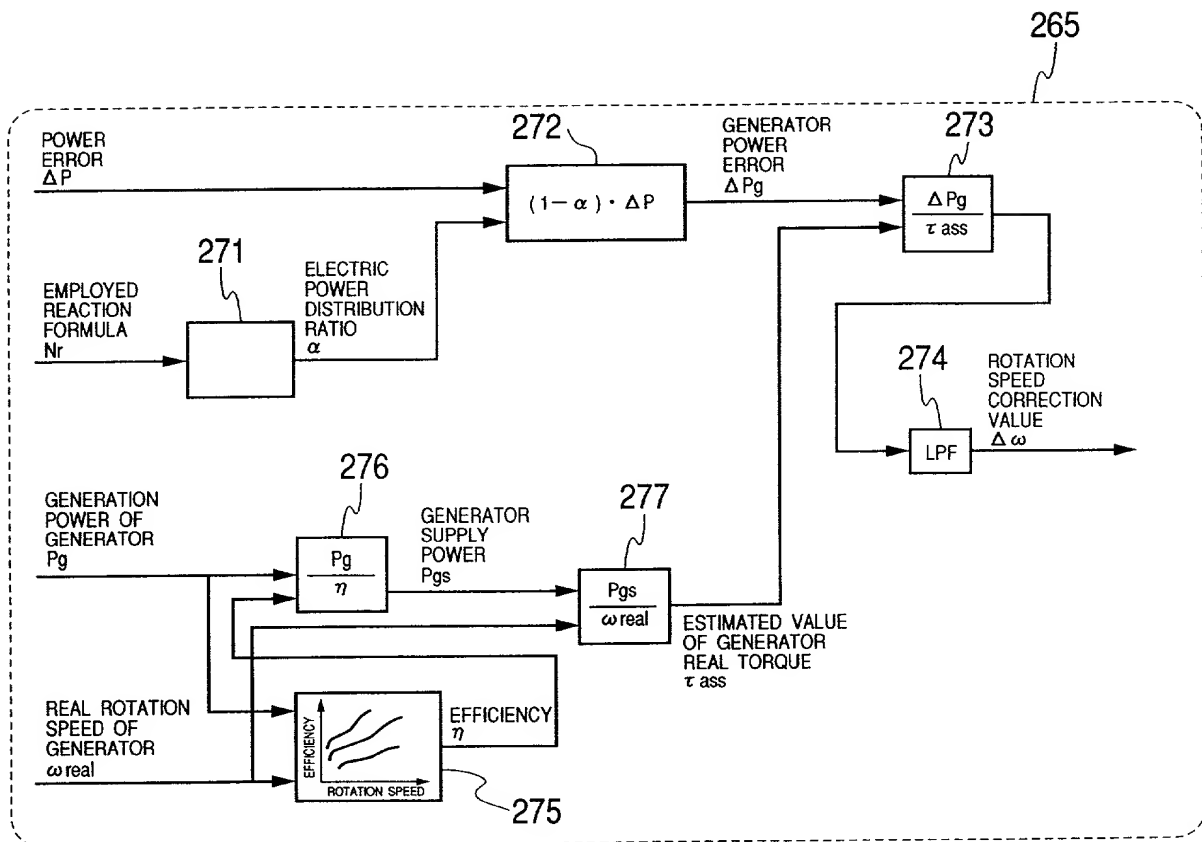 265
POWER
ERROR
ΔP
272
(1-α)・ΔP
GENERATOR
POWER
ERROR
ΔPg
273
ΔPg
τ ass
271
EMPLOYED
REACTION
FORMULA
Nr
ELECTRIC
POWER
DISTRIBUTION
RATIO
α
274
LPF
ROTATION
SPEED
CORRECTION
VALUE
Δω
GENERATION
POWER OF
GENERATOR
Pg
276
Pg
η
GENERATOR
SUPPLY
POWER
Pgs
277
Pgs
ω real
ESTIMATED VALUE
OF GENERATOR
REAL TORQUE
τ ass
REAL ROTATION
SPEED OF
GENERATOR
ω real
EFFICIENCY
ROTATION SPEED
EFFICIENCY
η
275